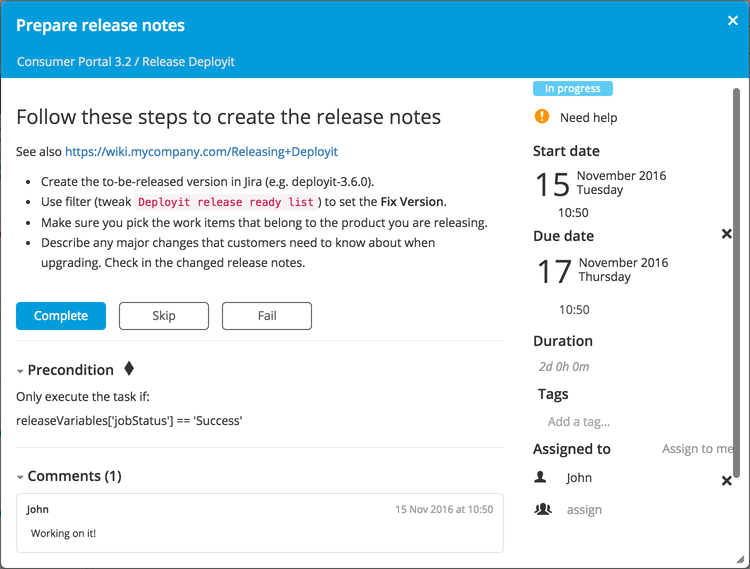 Prepare release notes
Consumer Portal 3.2 / Release Deployit
Follow these steps to create the release notes
See also https://wiki.mycompany.com/Releasing+Deployit
• Create the to-be-released version in Jira (e.g. deployit-3.6.0).
• Use filter (tweak Deployit release ready list ) to set the Fix Version.
• Make sure you pick the work items that belong to the product you are releasing.
• Describe any major changes that customers need to know about when
upgrading. Check in the changed release notes.
Complete Skip Fail
Precondition
Only execute the task if:
releaseVariables['jobStatus'] == 'Success'
Comments (1)
John 15 Nov 2016 at 10:50
Working on it!
In progress
Need help
Start date
15 November 2016
Tuesday
10:50
Due date
17 November 2016
Thursday
10:50
Duration
2d 0h 0m
Tags
Add a tag...
Assigned to Assign to me
John
assign